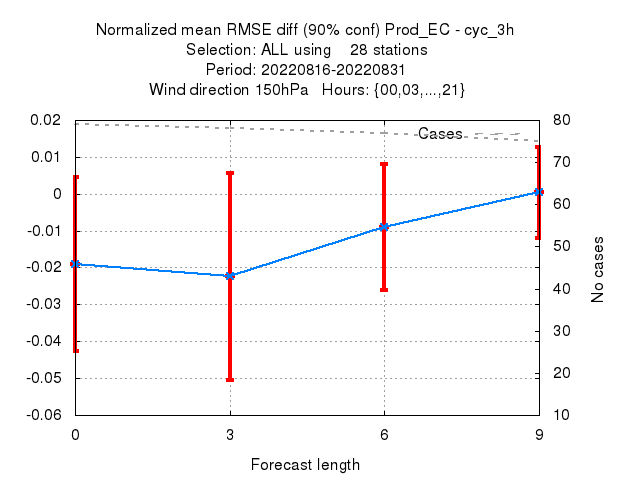 Normalized mean RMSE diff (90% conf) Prod_EC - cyc_3h
Selection: ALL using    28 stations
Period: 20220816-20220831
Wind direction 150hPa   Hours: {00,03,...,21}
0.02
0.01
0
-0.01
-0.02
-0.03
-0.04
-0.05
-0.06
Cases
80
70
60
50
40
30
20
10
No cases
0 3 6 9
Forecast length